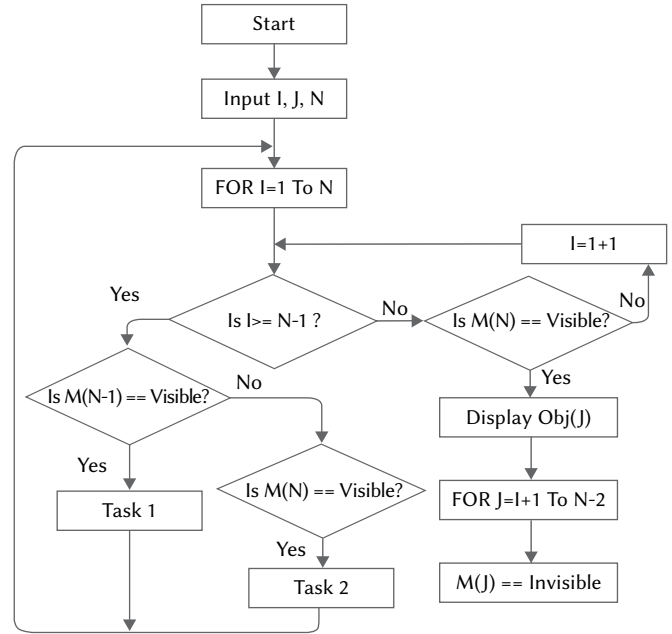 Start
Input I, J, N
FOR I=1 To N
I=1+1
Yes
Is I>= N-1 ?
No
Is M(N) == Visible?
No
Is M(N-1) == Visible?
No
Yes
Display Obj(J)
Yes
Is M(N) == Visible?
Task 1
FOR J=I+1 To N-2
Yes
Task 2
M(J) == Invisible